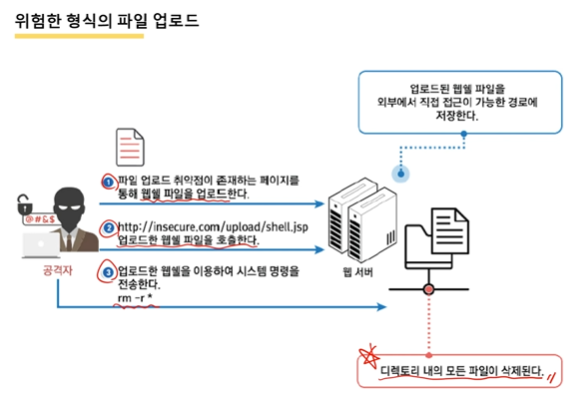 위험한 형식의 파일 업로드
업로드된 웹쉘 파일을
외부에서 직접 접근이 가능한 경로에
저장한다.
1 파일 업로드 취약점이 존재하는 페이지를
통해 웹쉘 파일을 업로드한다.
@#&$
2 http://insecure.com/upload/shell.jsp
업로드한 웹쉘 파일을 호출한다.
공격자
3 업로드한 웹쉘을 이용하여 시스템 명령을
전송한다.
rm -r *
웹 서버
디렉토리 내의 모든 파일이 삭제된다.